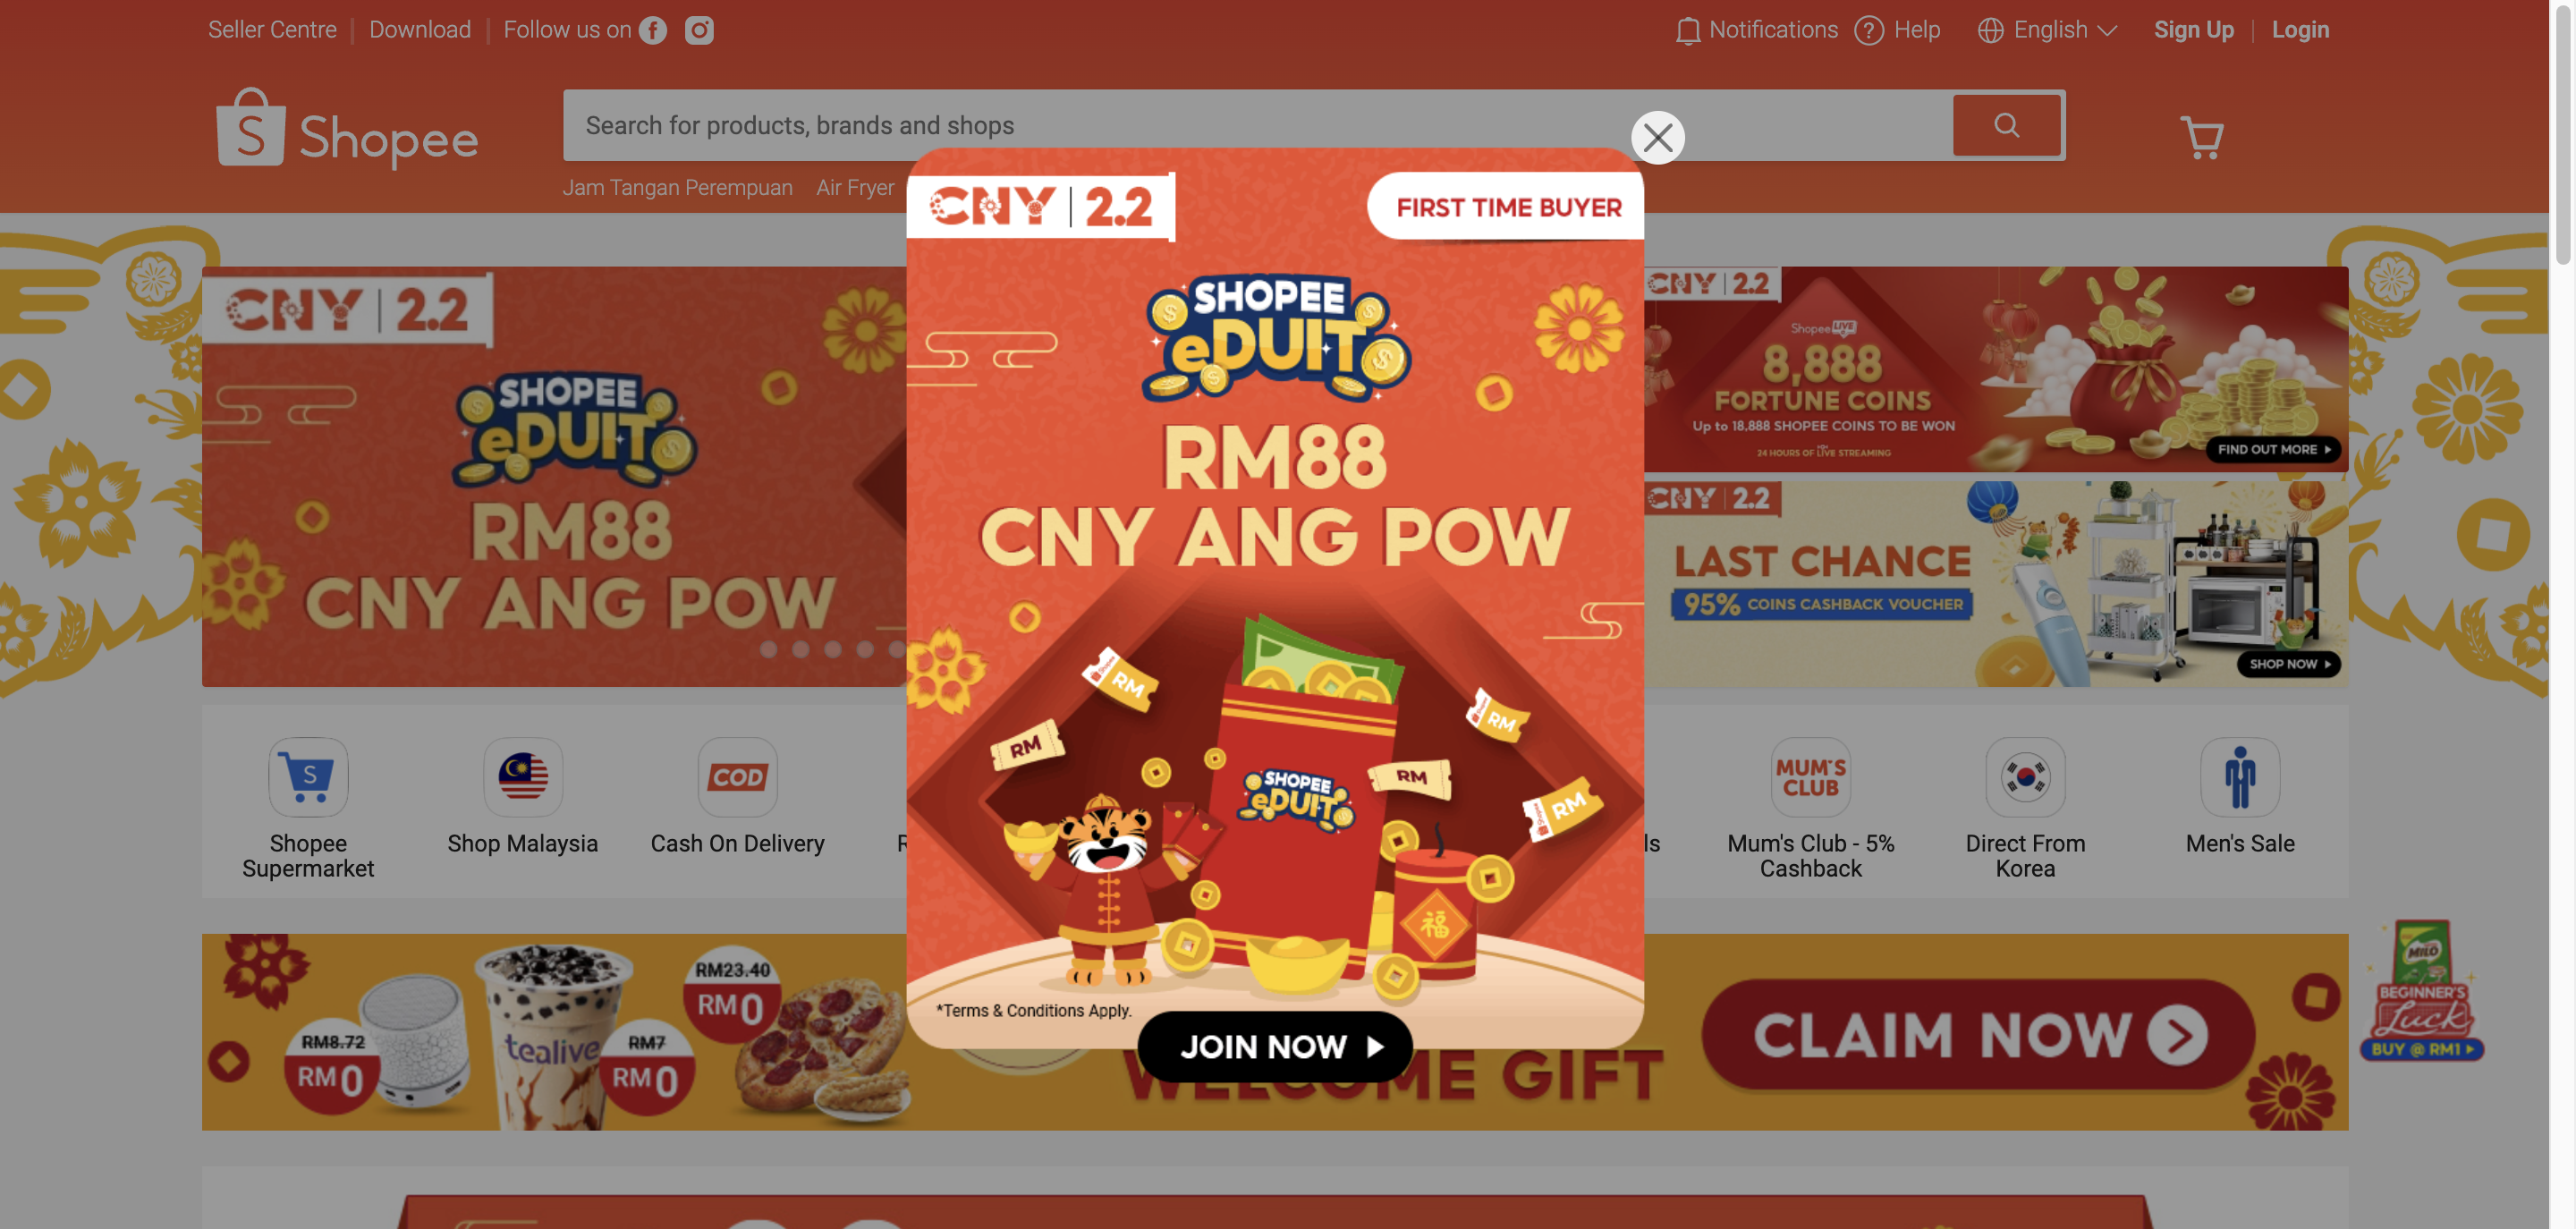 Seller Centre
Download
Follow us on
Notifications
Help
English
Sign Up
Login
Shopee
Search for products, brands and shops
Jam Tangan Perempuan
Air Fryer
CNY | 2.2
FIRST TIME BUYER
SHOPEE
eDUIT
RM88
CNY ANG POW
RM
RM
RM
RM
RM
SHOPEE
eDUIT
福
*Terms & Conditions Apply.
JOIN NOW
CNY | 2.2
SHOPEE
eDUIT
RM88
CNY ANG POW
CNY | 2.2
Shopee LIVE
8,888
FORTUNE COINS
Up to 18,888 SHOPEE COINS TO BE WON
24 HOURS OF LIVE STREAMING
FIND OUT MORE
CNY | 2.2
LAST CHANCE
95% COINS CASHBACK VOUCHER
SHOP NOW
S
Shopee
Supermarket
Shop Malaysia
COD
Cash On Delivery
MUM'S
CLUB
Mum's Club - 5%
Cashback
Direct From
Korea
Men's Sale
RM8.72
RM0
tealive
RM7
RM0
RM23.40
RM0
WELCOME GIFT
CLAIM NOW
MILO
BEGINNER'S
Luck
BUY @ RM1